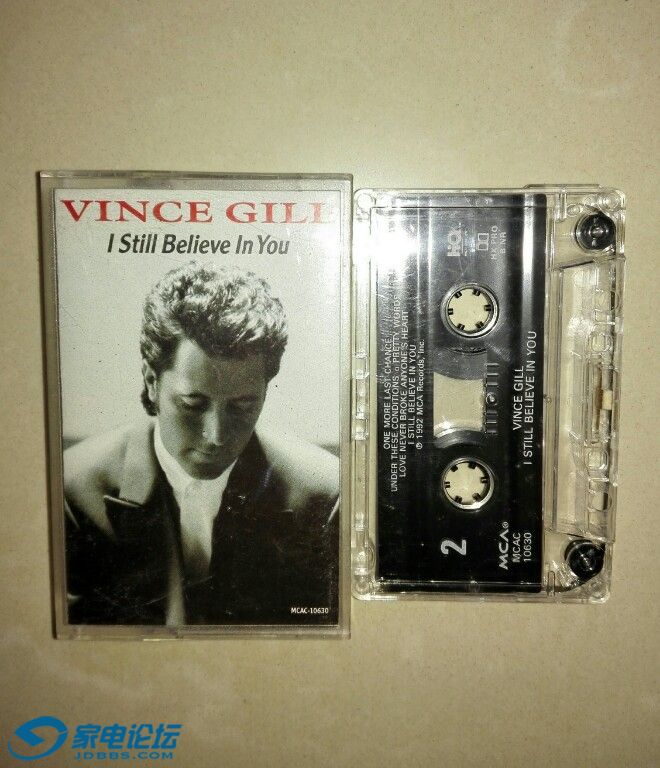 VINCE GILL
I Still Believe In You
MCAC-10630
HX PRO
B NR
ONE MORE LAST CHANCE
UNDER THESE CONDITIONS • PRETTY WORDS
LOVE NEVER BROKE ANYONE'S HEART
I STILL BELIEVE IN YOU
℗ 1992 MCA Records, Inc.
VINCE GILL
I STILL BELIEVE IN YOU
2
MCA®
MCAC
10630
家电论坛
JDBBS.COM